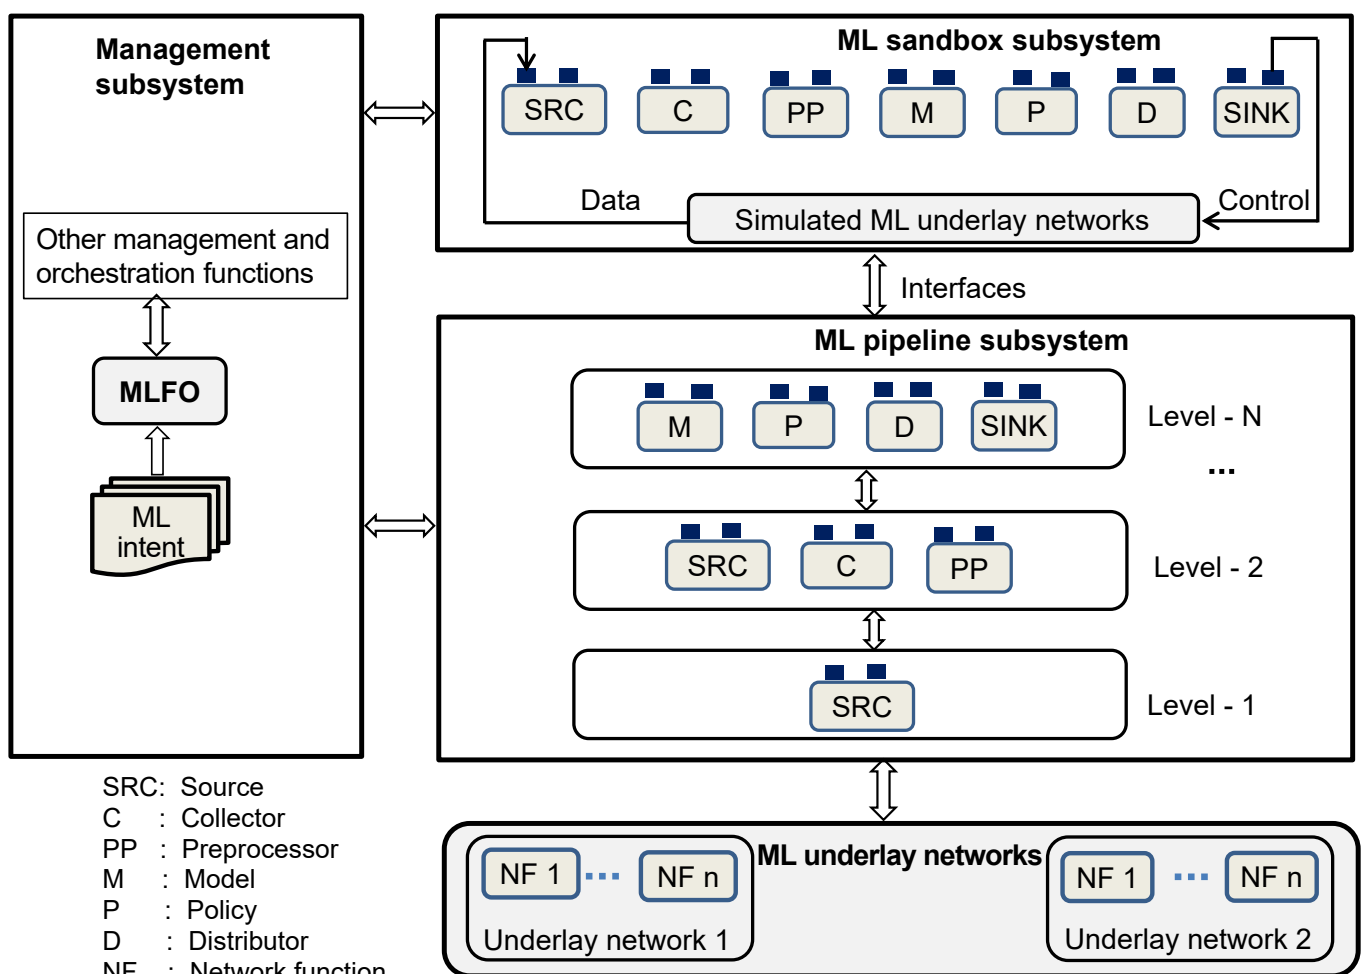 Management
subsystem
Other management and
orchestration functions
MLFO
ML
intent
ML sandbox subsystem
SRC C PP M P D SINK
Data
Control
Simulated ML underlay networks
Interfaces
ML pipeline subsystem
M P D SINK
Level - N
...
SRC C PP
Level - 2
SRC
Level - 1
SRC: Source
C : Collector
PP : Preprocessor
M : Model
P : Policy
D : Distributor
NF : Network function
ML underlay networks
NF 1 ... NF n
Underlay network 1
NF 1 ... NF n
Underlay network 2